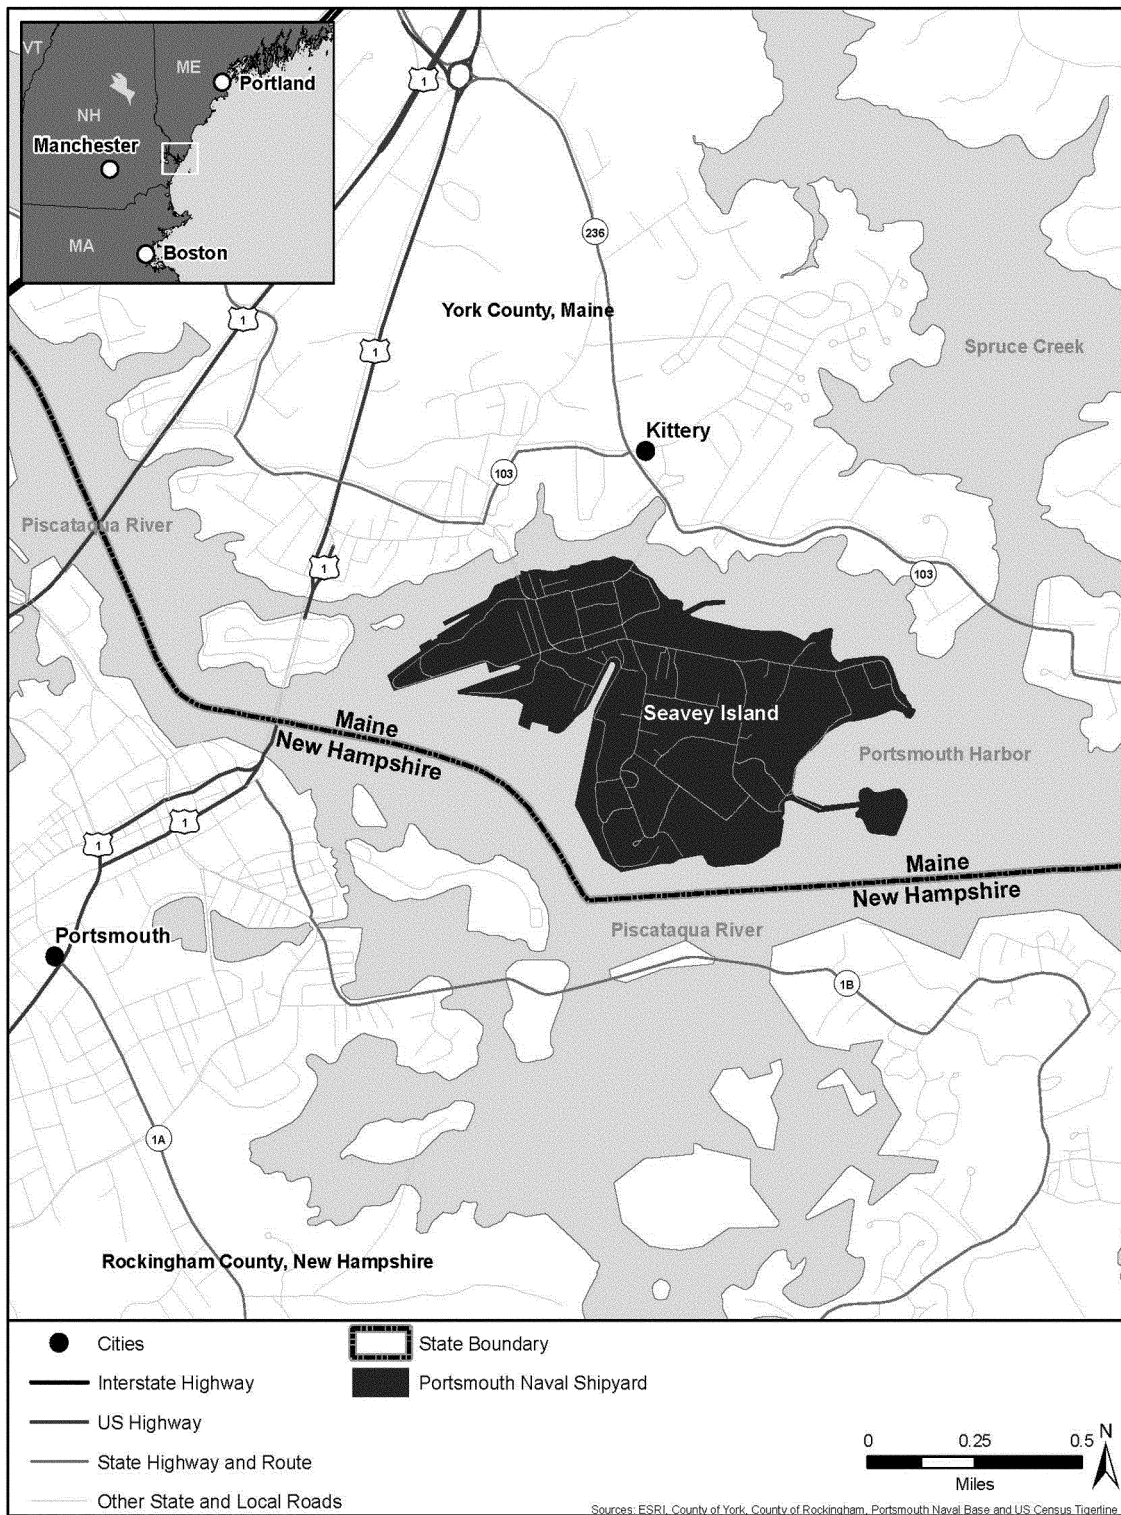 VT
ME
Portland
NH
Manchester
MA
Boston
1
236
York County, Maine
1
1
Spruce Creek
Kittery
103
Piscataqua River
1
103
Seavey Island
Maine
New Hampshire
Portsmouth Harbor
1
1
Maine
New Hampshire
Piscataqua River
Portsmouth
1B
1A
Rockingham County, New Hampshire
Cities
State Boundary
Interstate Highway
Portsmouth Naval Shipyard
US Highway
State Highway and Route
Other State and Local Roads
0 0.25 0.5
Miles
N
Sources: ESRI, County of York, County of Rockingham, Portsmouth Naval Base and US Census Tigerline